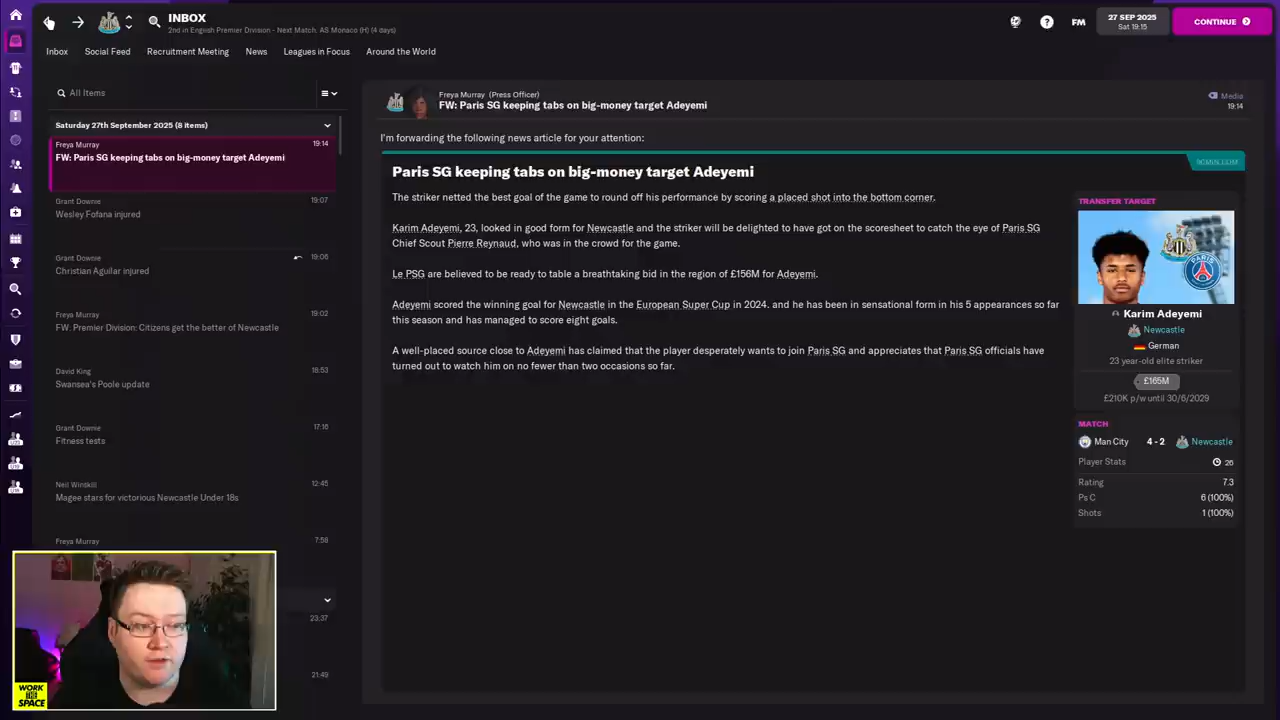 INBOX
2nd in English Premier Division - Next Match, AS Monaco (H) (4 days)
FM
27 SEP 2025
Sat 19:15
CONTINUE
Inbox
Social Feed
Recruitment Meeting
News
Leagues in Focus
Around the World
All Items
Saturday 27th September 2025 (8 items)
Freya Murray
19:14
FW: Paris SG keeping tabs on big-money target Adeyemi
Grant Downie
19:07
Wesley Fofana injured
Grant Downie
19:06
Christian Aguilar injured
Freya Murray
19:02
FW: Premier Division: Citizens get the better of Newcastle
David King
18:53
Swansea's Poole update
Grant Downie
17:16
Fitness tests
Neil Winskill
12:45
Magee stars for victorious Newcastle Under 18s
Freya Murray
7:58
23:37
21:49
Freya Murray (Press Officer)
FW: Paris SG keeping tabs on big-money target Adeyemi
Media
19:14
I'm forwarding the following news article for your attention:
Paris SG keeping tabs on big-money target Adeyemi
The striker netted the best goal of the game to round off his performance by scoring a placed shot into the bottom corner.
Karim Adeyemi, 23, looked in good form for Newcastle and the striker will be delighted to have got on the scoresheet to catch the eye of Paris SG
Chief Scout Pierre Reynaud, who was in the crowd for the game.
Le PSG are believed to be ready to table a breathtaking bid in the region of £156M for Adeyemi.
Adeyemi scored the winning goal for Newcastle in the European Super Cup in 2024, and he has been in sensational form in his 5 appearances so far
this season and has managed to score eight goals.
A well-placed source close to Adeyemi has claimed that the player desperately wants to join Paris SG and appreciates that Paris SG officials have
turned out to watch him on no fewer than two occasions so far.
TRANSFER TARGET
PARIS
Karim Adeyemi
Newcastle
German
23 year-old elite striker
£165M
£210K p/w until 30/6/2029
MATCH
Man City 4 - 2 Newcastle
Player Stats
26
Rating
7.3
Ps C
6 (100%)
Shots
1 (100%)
WORK
THE
SPACE